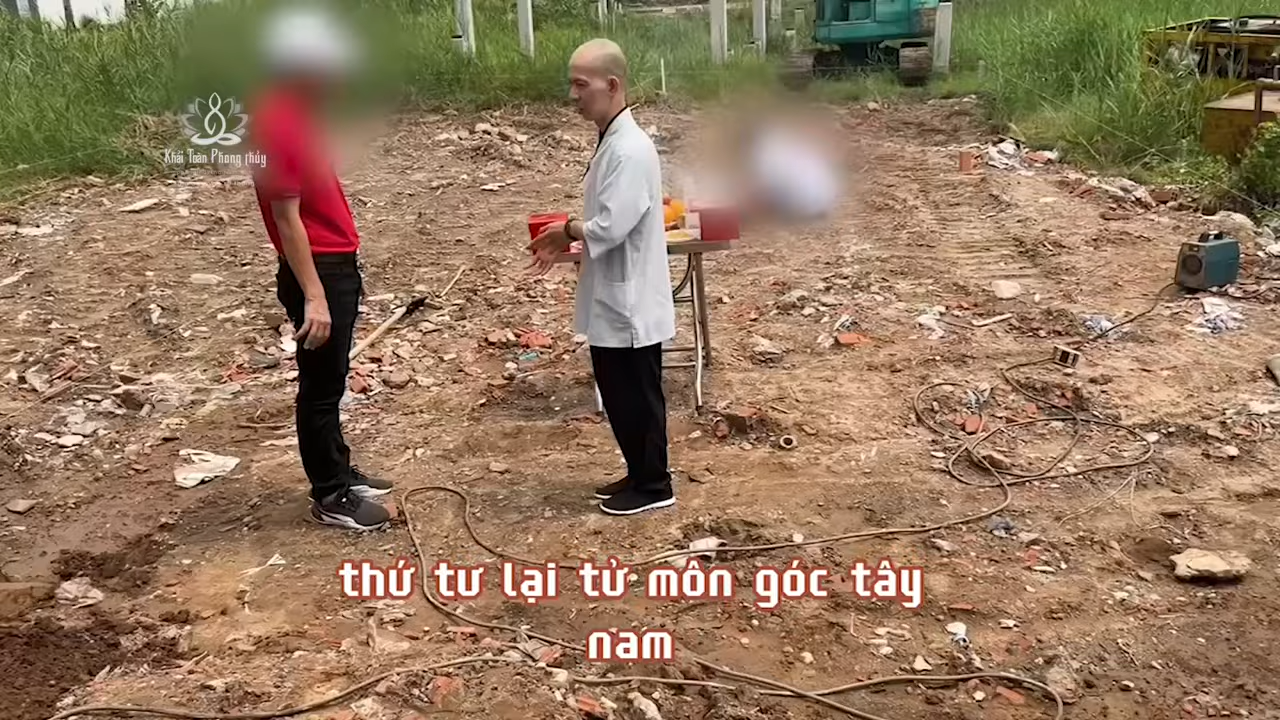 Khải Toàn Phong thủy
thứ tư lại tử môn góc tây
nam